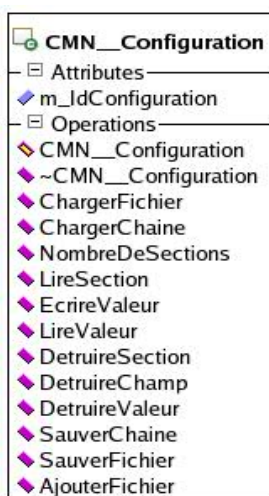 CMN__Configuration
Attributes
m_IdConfiguration
Operations
CMN__Configuration
~CMN__Configuration
ChargerFichier
ChargerChaine
NombreDeSections
LireSection
EcrireValeur
LireValeur
DetruireSection
DetruireChamp
DetruireValeur
SauverChaine
SauverFichier
AjouterFichier